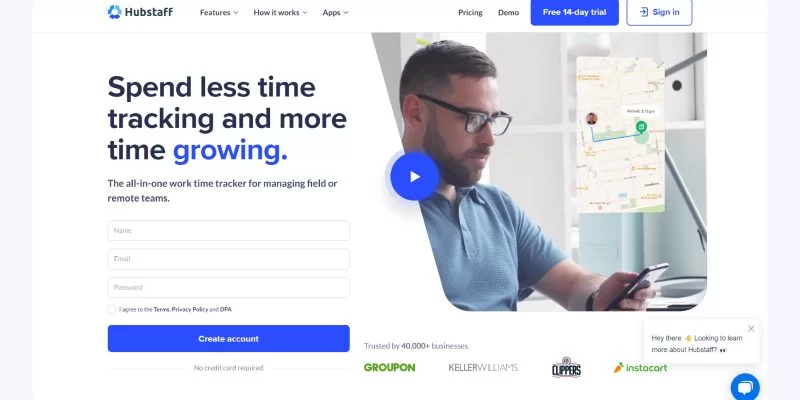 Hubstaff
Features
How it works
Apps
Pricing
Demo
Free 14-day trial
Sign in
Spend less time
tracking and more
time growing.
The all-in-one work time tracker for managing field or
remote teams.
Name
Email
Password
I agree to the Terms, Privacy Policy and DPA
Create account
No credit card required
Arrived: 3:15pm
Trusted by 40,000+ businesses.
GROUPON
KELLERWILLIAMS.
CLIPPERS
instacart
Hey there 👋 Looking to learn
more about Hubstaff? 👀